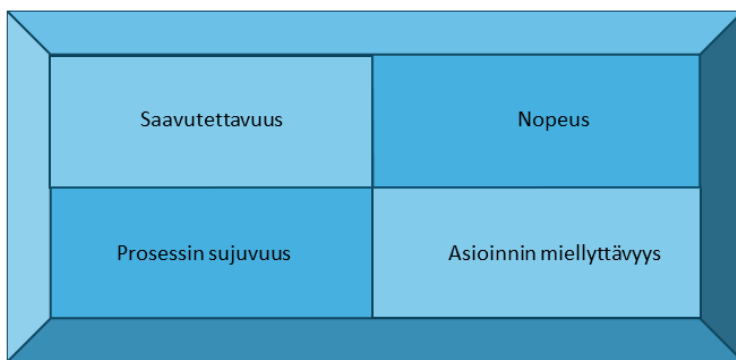 Saavutettavuus
Nopeus
Prosessin sujuvuus
Asioinnin miellyttävyys